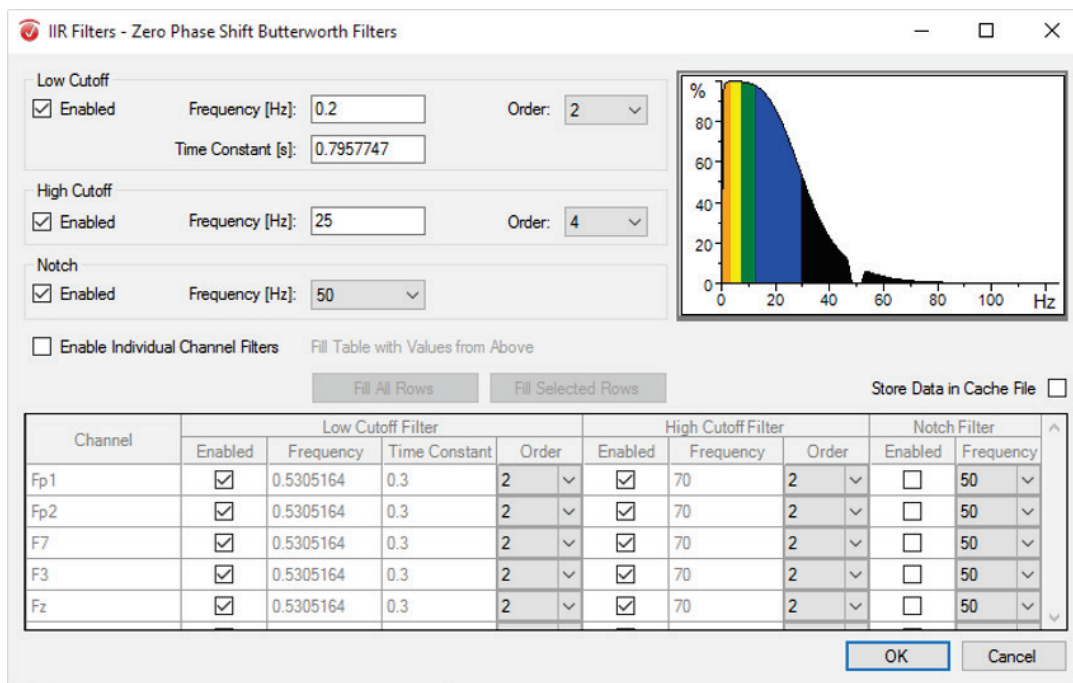 IIR Filters - Zero Phase Shift Butterworth Filters
Low Cutoff
Enabled Frequency [Hz]: 0.2 Order: 2
Time Constant [s]: 0.7957747
High Cutoff
Enabled Frequency [Hz]: 25 Order: 4
Notch
Enabled Frequency [Hz]: 50
%
80
60
40
20
0
0 20 40 60 80 100 Hz
Enable Individual Channel Filters Fill Table with Values from Above
Fill All Rows Fill Selected Rows Store Data in Cache File
Channel Low Cutoff Filter High Cutoff Filter Notch Filter
Enabled Frequency Time Constant Order Enabled Frequency Order Enabled Frequency
Fp1 0.5305164 0.3 2 70 2 50
Fp2 0.5305164 0.3 2 70 2 50
F7 0.5305164 0.3 2 70 2 50
F3 0.5305164 0.3 2 70 2 50
Fz 0.5305164 0.3 2 70 2 50
OK Cancel